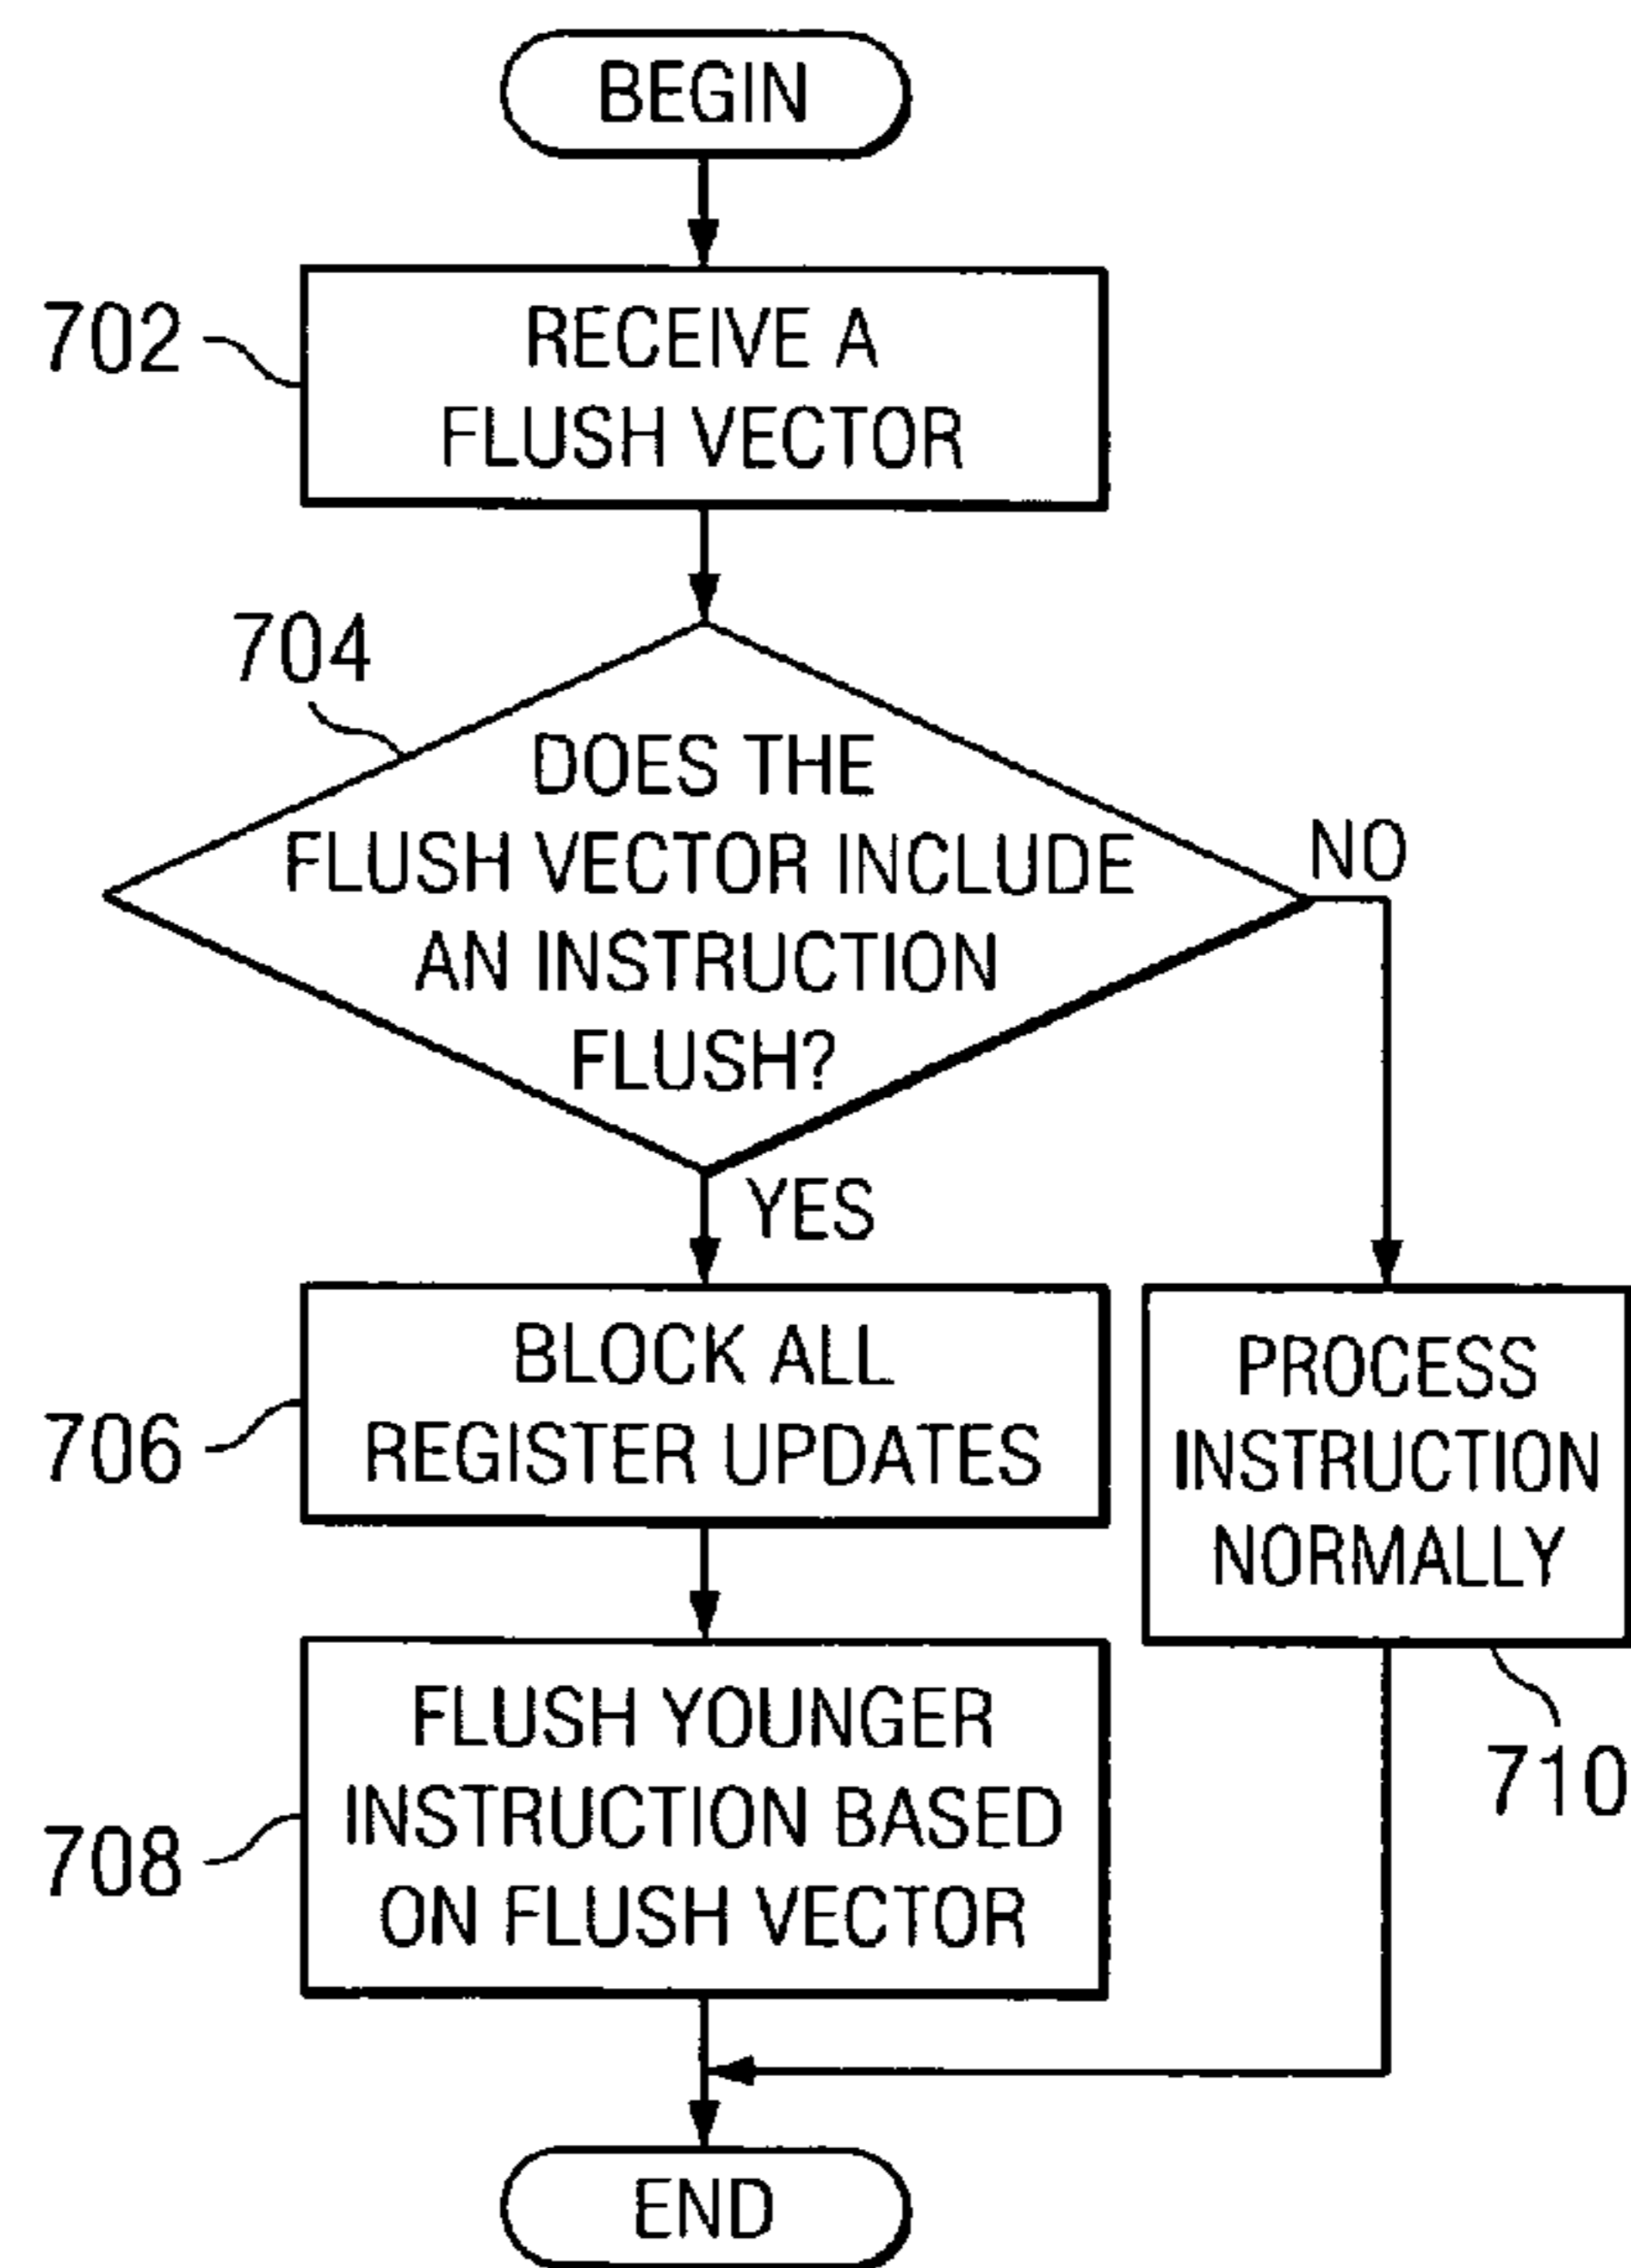 BEGIN
702
RECEIVE A
FLUSH VECTOR
704
DOES THE
FLUSH VECTOR INCLUDE
AN INSTRUCTION
FLUSH?
NO
YES
706
BLOCK ALL
REGISTER UPDATES
PROCESS
INSTRUCTION
NORMALLY
710
708
FLUSH YOUNGER
INSTRUCTION BASED
ON FLUSH VECTOR
END